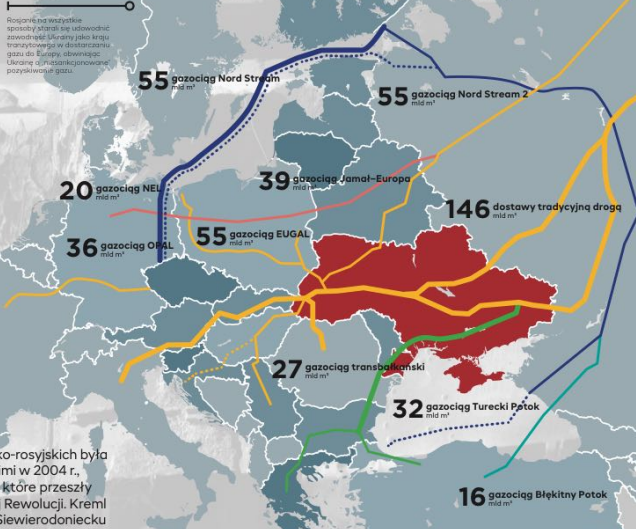 Rosjanie na wszystkie
sposoby starali się udowodnić
zawodność Ukrainy jako kraju
tranzytowego w dostarczaniu
gazu do Europy, obwiniając
Ukrainę o „niesankcjonowane”
pozyskiwanie gazu.
55 gazociąg Nord Stream
mld m³
55 gazociąg Nord Stream 2
mld m³
20 gazociąg NEL
mld m³
39 gazociąg Jamał–Europa
mld m³
146 dostawy tradycyjną drogą
mld m³
36 gazociąg OPAL
mld m³
55 gazociąg EUGAL
mld m³
27 gazociąg transbałkański
mld m³
32 gazociąg Turecki Potok
mld m³
16 gazociąg Błękitny Potok
mld m³
ko-rosyjskich była
imi w 2004 r.,
które przeszły
j Rewolucji. Kreml
Siewierodoniecku